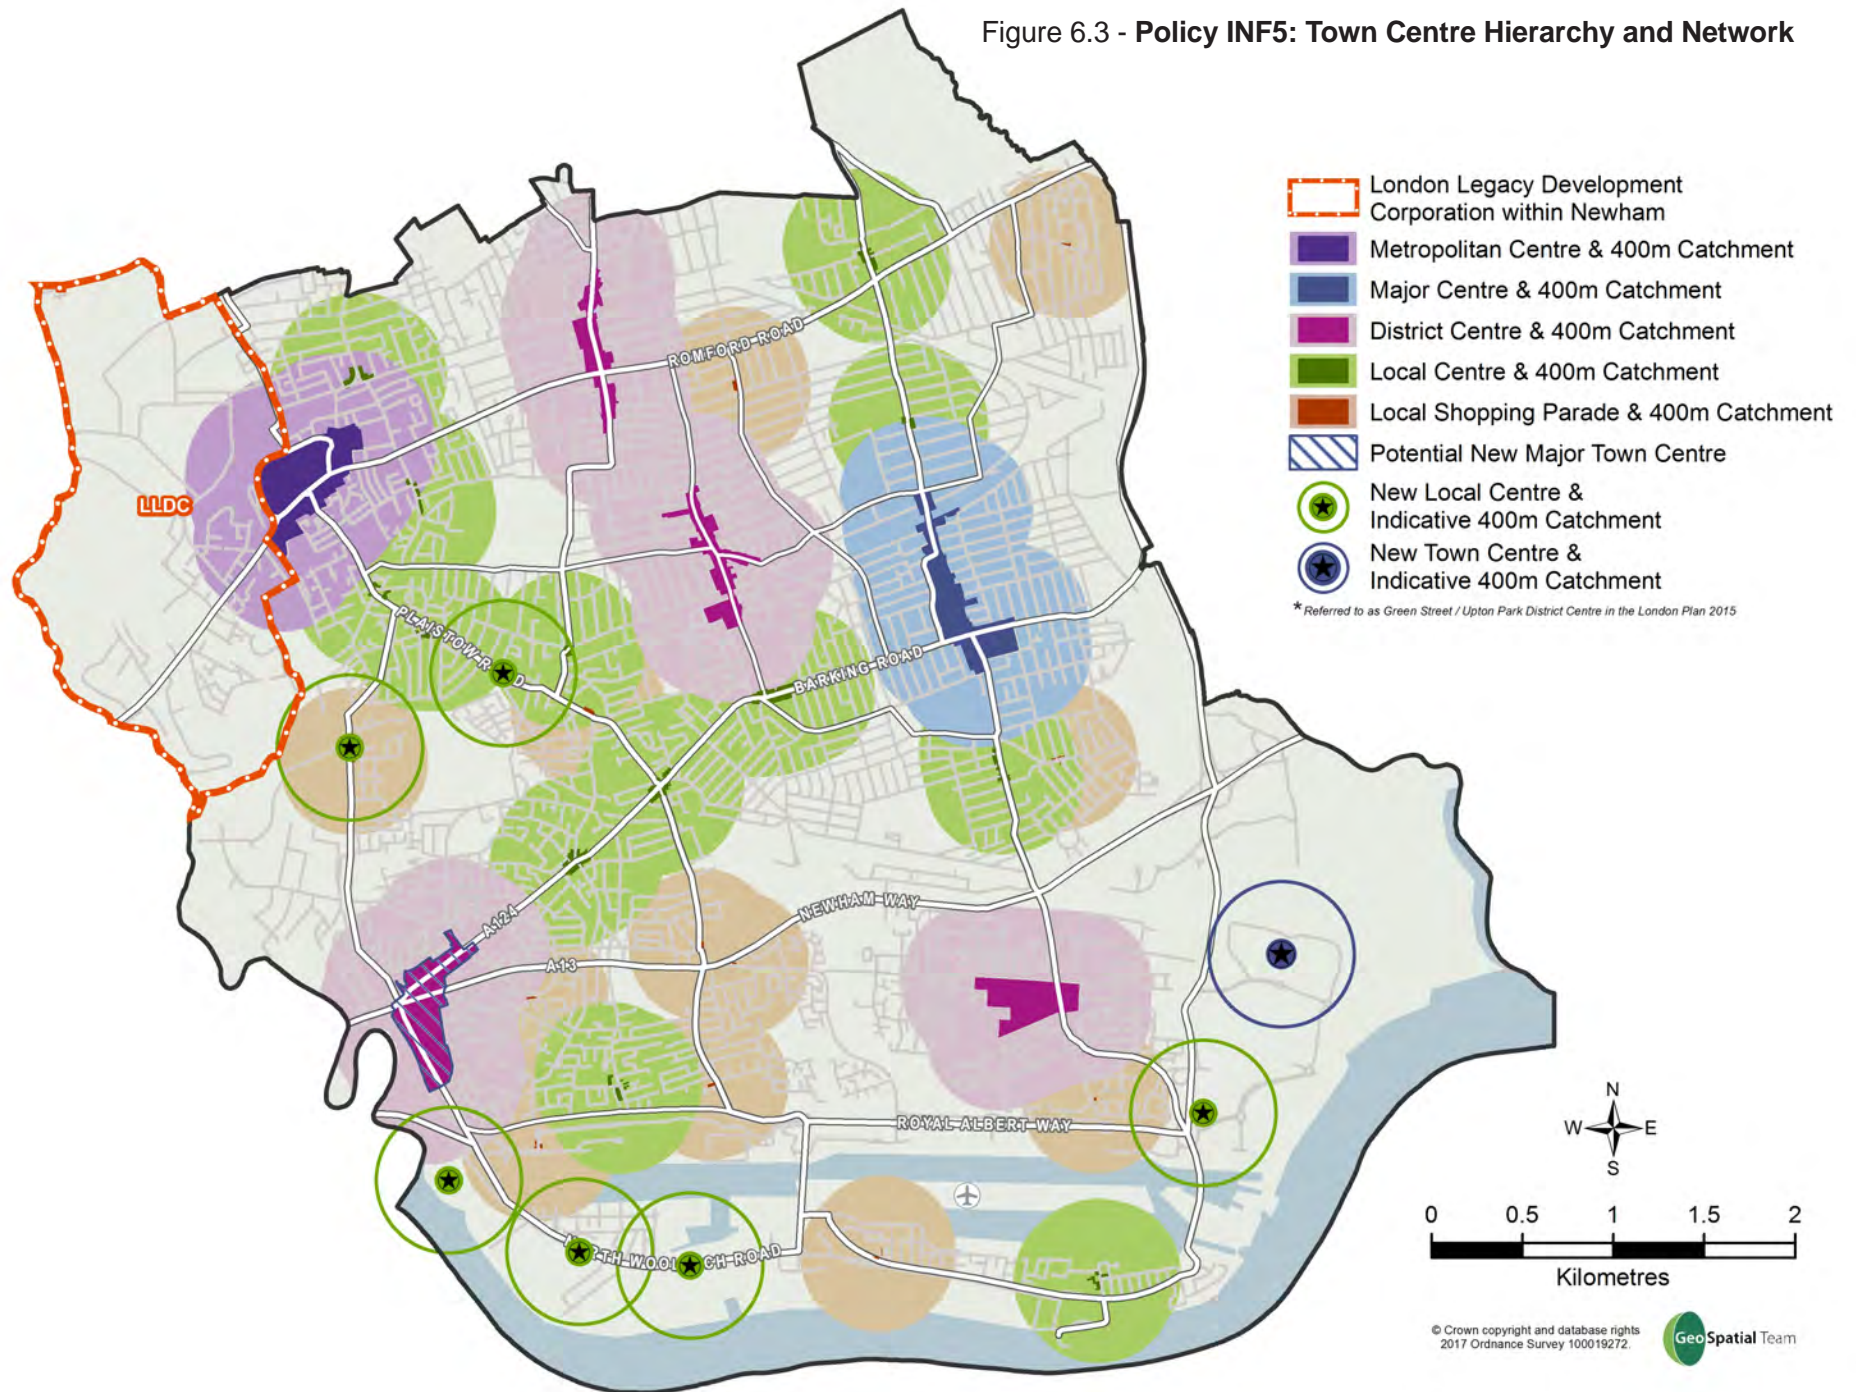 Figure 6.3 - Policy INF5: Town Centre Hierarchy and Network
London Legacy Development
Corporation within Newham
Metropolitan Centre & 400m Catchment
Major Centre & 400m Catchment
District Centre & 400m Catchment
Local Centre & 400m Catchment
Local Shopping Parade & 400m Catchment
Potential New Major Town Centre
New Local Centre &
Indicative 400m Catchment
New Town Centre &
Indicative 400m Catchment
* Referred to as Green Street / Upton Park District Centre in the London Plan 2015
ROMFORD ROAD
LLDC
PLAISTOW R D
BARKING ROAD
A124
NEWHAM WAY
A13
ROYAL ALBERT WAY
N RTH WOOL CH ROAD
N
W E
S
0 0.5 1 1.5 2
Kilometres
© Crown copyright and database rights
2017 Ordnance Survey 100019272.
GeoSpatial Team